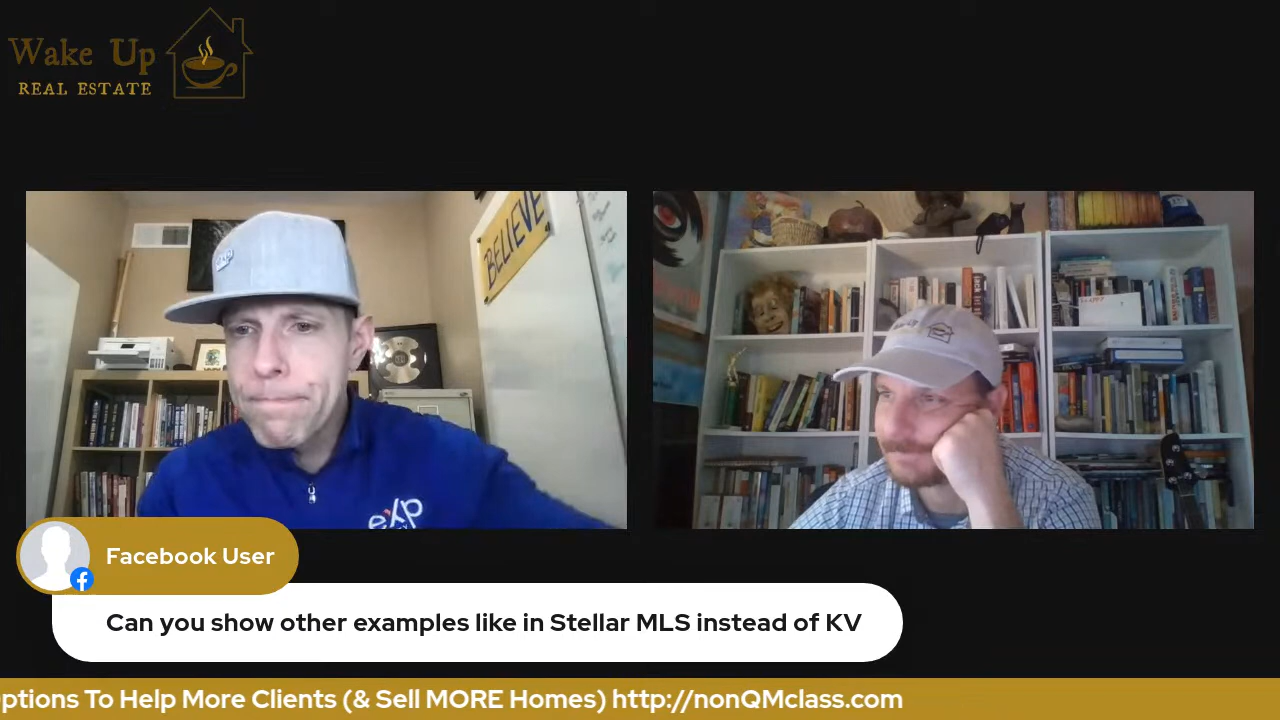 Wake Up
REAL ESTATE
BELIEVE
eXp
Facebook User
Can you show other examples like in Stellar MLS instead of KV
ptions To Help More Clients (& Sell MORE Homes) http://nonQMclass.com